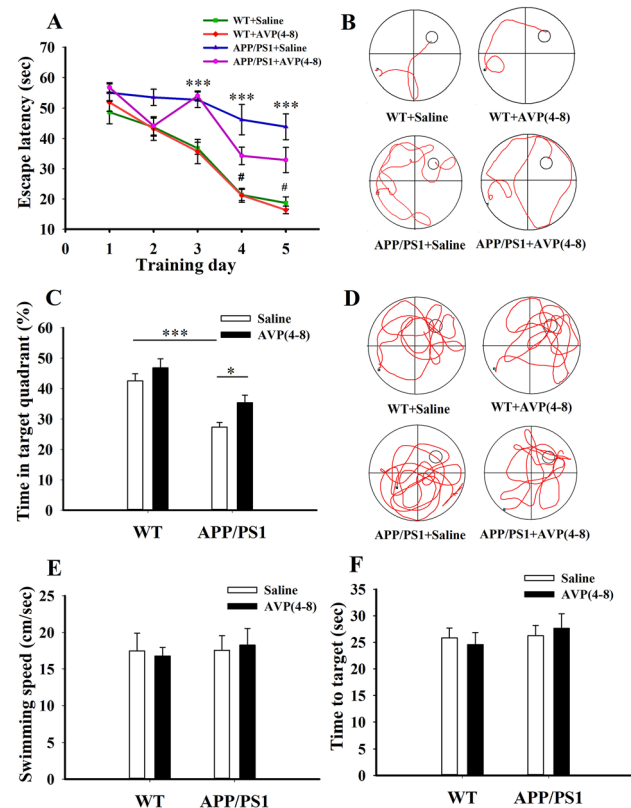 A
WT+Saline
WT+AVP(4-8)
APP/PS1+Saline
APP/PS1+AVP(4-8)
Escape latency (sec)
70
60
50
40
30
20
10
0
*** *** ***
# #
0 1 2 3 4 5
Training day
B
WT+Saline WT+AVP(4-8)
APP/PS1+Saline APP/PS1+AVP(4-8)
C
Saline
AVP(4-8)
Time in target quadrant (%)
60
50
40
30
20
10
0
***
*
WT APP/PS1
D
WT+Saline WT+AVP(4-8)
APP/PS1+Saline APP/PS1+AVP(4-8)
E
Saline
AVP(4-8)
Swimming speed (cm/sec)
25
20
15
10
5
0
WT APP/PS1
F
Saline
AVP(4-8)
Time to target (sec)
35
30
25
20
15
10
5
0
WT APP/PS1